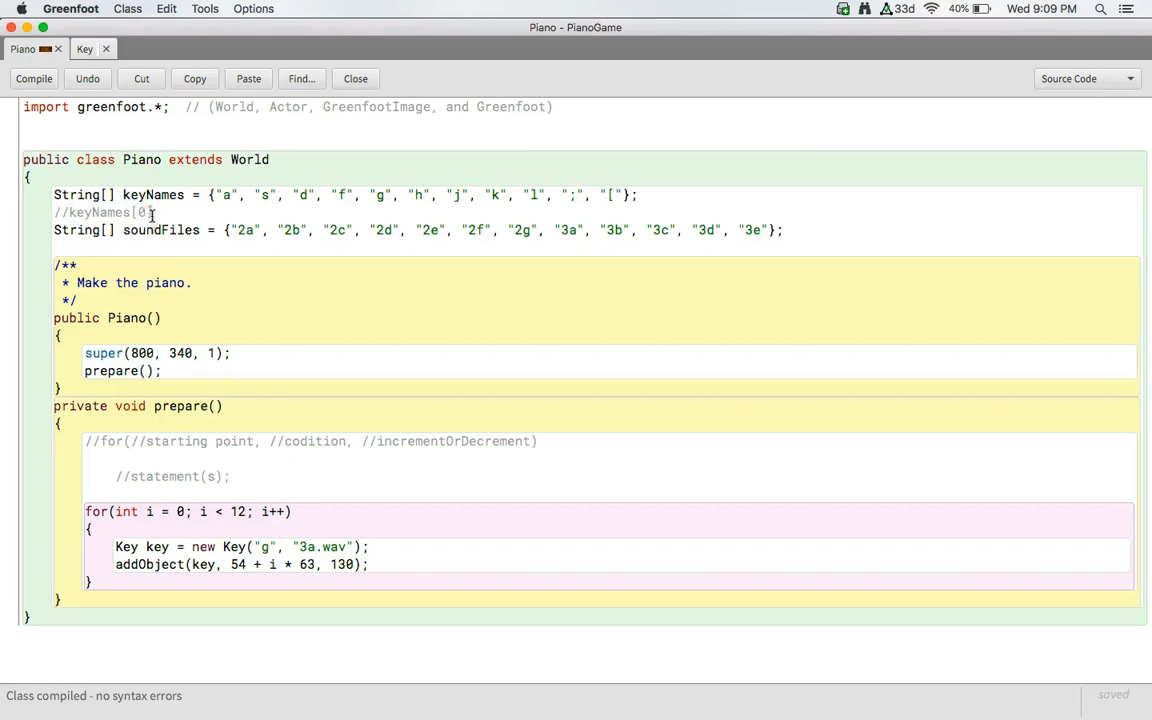 Greenfoot Class Edit Tools Options 33d 40% Wed 9:09 PM
Piano - PianoGame
Piano Key
Compile Undo Cut Copy Paste Find... Close Source Code
import greenfoot.*;  // (World, Actor, GreenfootImage, and Greenfoot)
public class Piano extends World
{
String[] keyNames = {"a", "s", "d", "f", "g", "h", "j", "k", "l", ";", "["};
//keyNames[0]
String[] soundFiles = {"2a", "2b", "2c", "2d", "2e", "2f", "2g", "3a", "3b", "3c", "3d", "3e"};
/**
* Make the piano.
*/
public Piano()
{
super(800, 340, 1);
prepare();
}
private void prepare()
{
//for(//starting point, //codition, //incrementOrDecrement)
//statement(s);
for(int i = 0; i < 12; i++)
{
Key key = new Key("g", "3a.wav");
addObject(key, 54 + i * 63, 130);
}
}
}
Class compiled - no syntax errors
saved